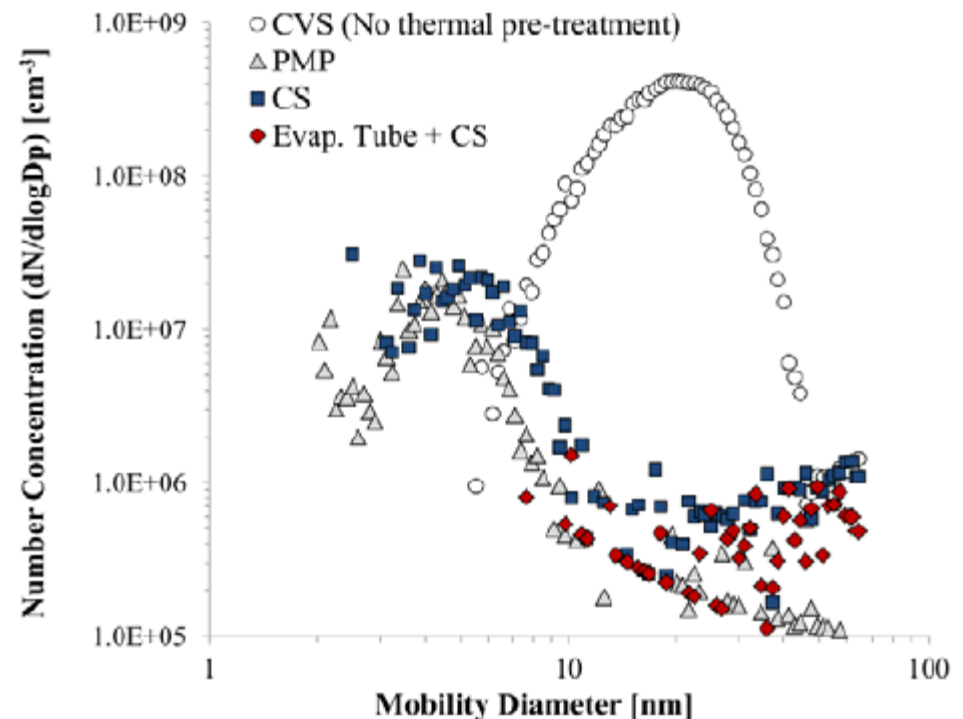 1.0E+09
1.0E+08
1.0E+07
1.0E+06
1.0E+05
Number Concentration (dN/dlogDp) [cm⁻³]
CVS (No thermal pre-treatment)
PMP
CS
Evap. Tube + CS
1
10
100
Mobility Diameter [nm]